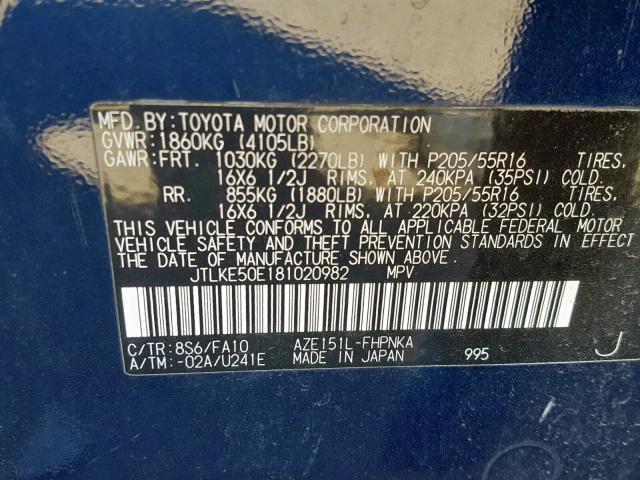 MFD.BY:TOYOTA MOTOR CORPORATION
GVWR:1860KG (4105LB)
GAWR:FRT. 1030KG (2270LB) WITH P205/55R16 TIRES.
16X6 1/2J RIMS, AT 240KPA (35PSI) COLD.
RR. 855KG (1880LB) WITH P205/55R16 TIRES.
16X6 1/2J RIMS, AT 220KPA (32PSI) COLD
THIS VEHICLE CONFORMS TO ALL APPLICABLE FEDERAL MOTOR
VEHICLE SAFETY AND THEFT PREVENTION STANDARDS IN EFFECT
ON THE DATE OF MANUFACTURE SHOWN ABOVE.
JTLKE50E181020982 MPV
C/TR:8S6/FA10 AZE151L-FHPNKA
A/TM:-02A/U241E MADE IN JAPAN 995 J